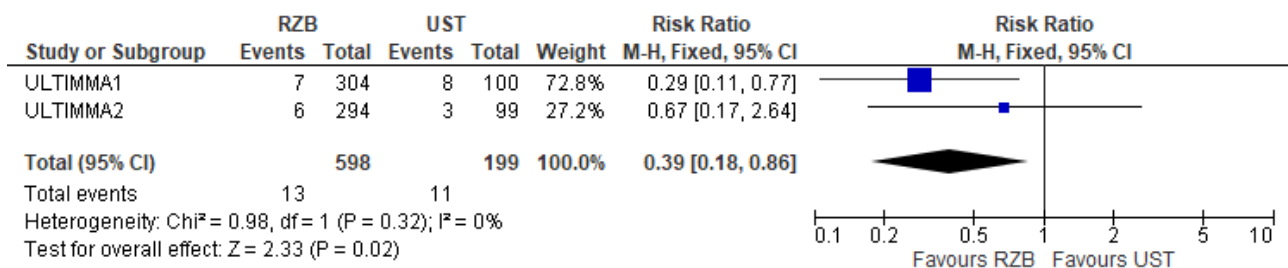 RZB UST Risk Ratio Risk Ratio
Study or Subgroup Events Total Events Total Weight M-H, Fixed, 95% CI M-H, Fixed, 95% CI
ULTIMMA1 7 304 8 100 72.8% 0.29 [0.11, 0.77]
ULTIMMA2 6 294 3 99 27.2% 0.67 [0.17, 2.64]
Total (95% CI) 598 199 100.0% 0.39 [0.18, 0.86]
Total events 13 11
Heterogeneity: Chi² = 0.98, df = 1 (P = 0.32); I² = 0%
Test for overall effect: Z = 2.33 (P = 0.02)
0.1 0.2 0.5 1 2 5 10
Favours RZB Favours UST